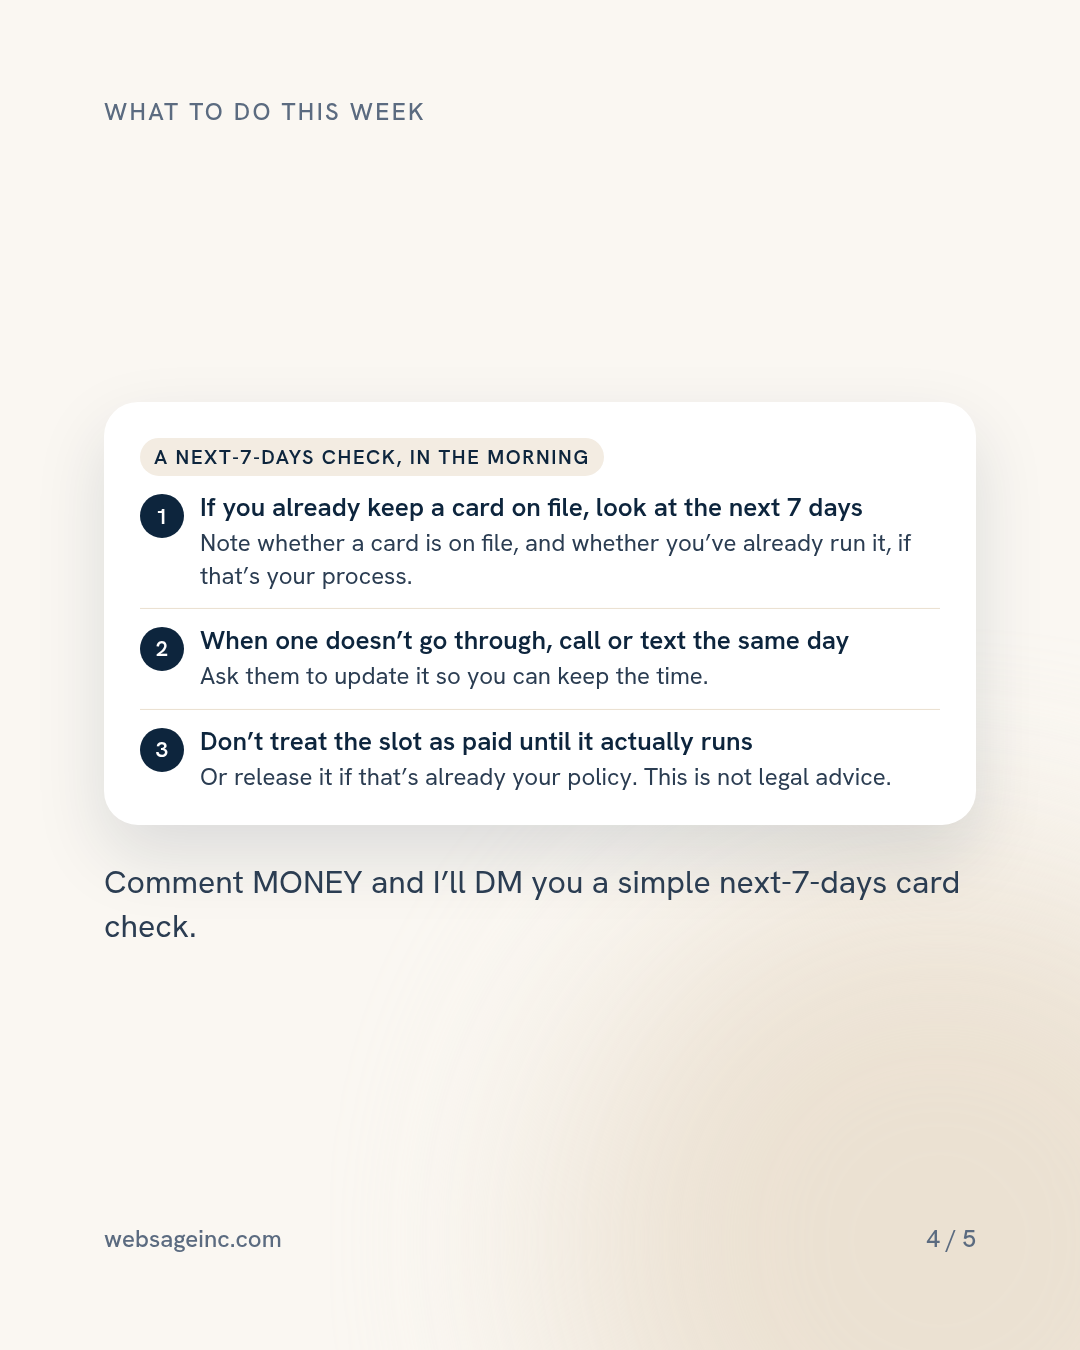 WHAT TO DO THIS WEEK
A NEXT-7-DAYS CHECK, IN THE MORNING
1
If you already keep a card on file, look at the next 7 days
Note whether a card is on file, and whether you’ve already run it, if
that’s your process.
2
When one doesn’t go through, call or text the same day
Ask them to update it so you can keep the time.
3
Don’t treat the slot as paid until it actually runs
Or release it if that’s already your policy. This is not legal advice.
Comment MONEY and I’ll DM you a simple next-7-days card
check.
websageinc.com
4 / 5